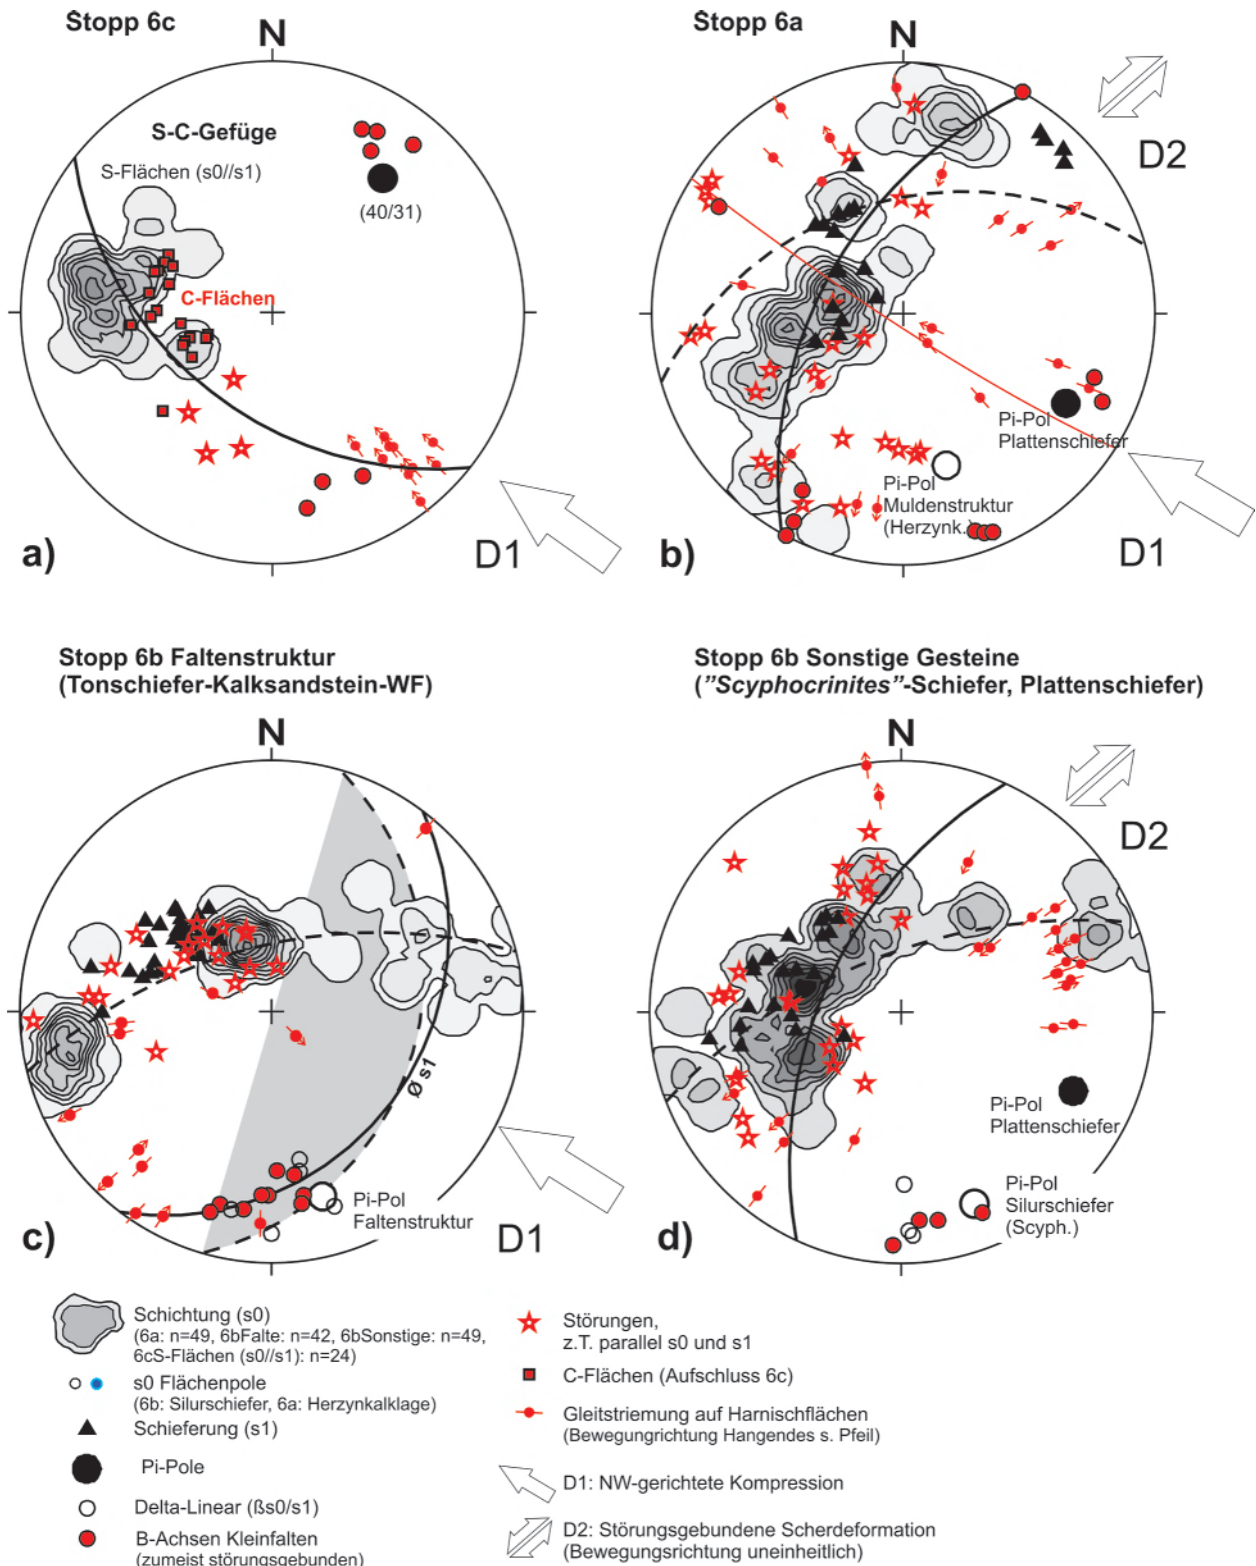 Stopp 6c
N
S-C-Gefüge
S-Flächen (s0//s1)
(40/31)
C-Flächen
a)
D1
Stopp 6a
N
D2
Pi-Pol
Plattenschiefer
Pi-Pol
Muldenstruktur
(Herzynk.)
b)
D1
Stopp 6b Faltenstruktur
(Tonschiefer-Kalksandstein-WF)
N
Ø s1
Pi-Pol
Faltenstruktur
c)
D1
Stopp 6b Sonstige Gesteine
("Scyphocrinites"-Schiefer, Plattenschiefer)
N
D2
Pi-Pol
Plattenschiefer
Pi-Pol
Silurschiefer
(Scyph.)
d)
Schichtung (s0)
(6a: n=49, 6bFalte: n=42, 6bSonstige: n=49,
6cS-Flächen (s0//s1): n=24)
s0 Flächenpole
(6b: Silurschiefer, 6a: Herzynkalklage)
Schieferung (s1)
Pi-Pole
Delta-Linear (ßs0/s1)
B-Achsen Kleinfalten
(zumeist störungsgebunden)
Störungen,
z.T. parallel s0 und s1
C-Flächen (Aufschluss 6c)
Gleitstriemung auf Harnischflächen
(Bewegungrichtung Hangendes s. Pfeil)
D1: NW-gerichtete Kompression
D2: Störungsgebundene Scherdeformation
(Bewegungsrichtung uneinheitlich)